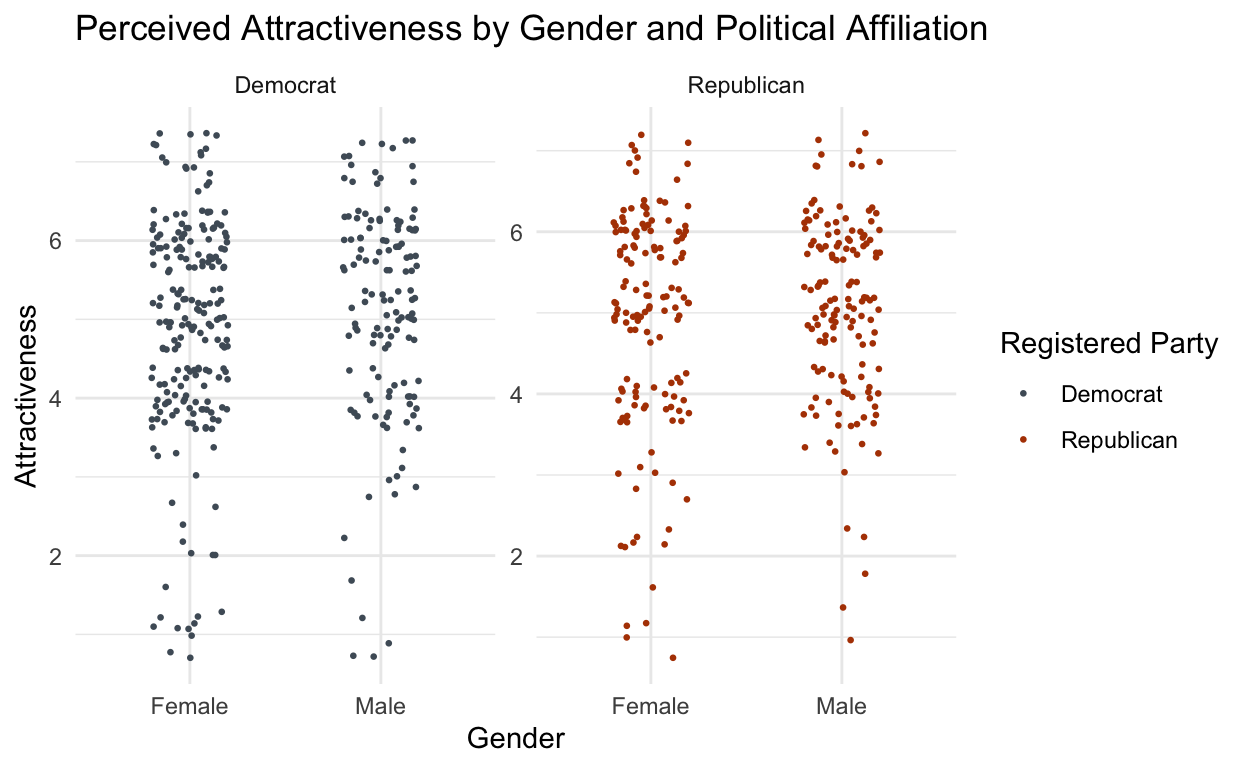 Perceived Attractiveness by Gender and Political Affiliation
Democrat
Republican
Attractiveness
6
4
2
6
4
2
Female
Male
Female
Male
Gender
Registered Party
Democrat
Republican